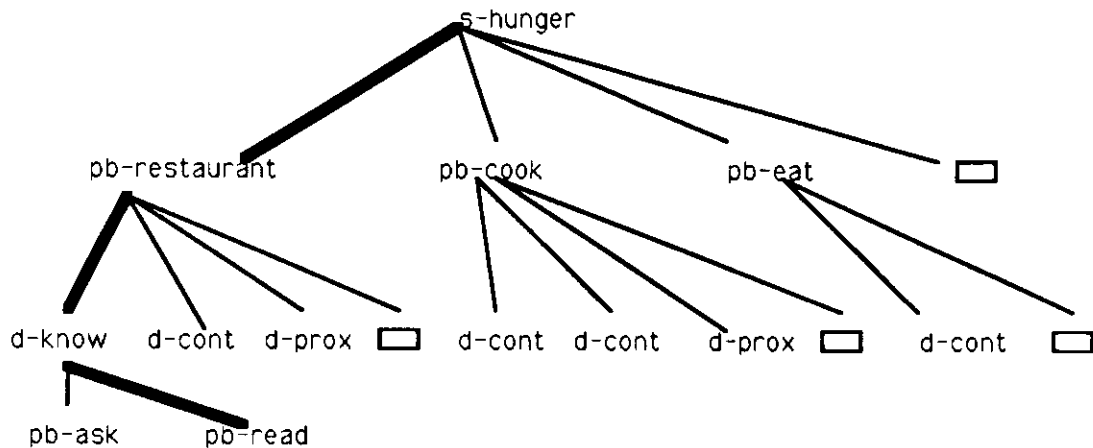 s-hunger
pb-restaurant pb-cook pb-eat
d-know d-cont d-prox d-cont d-cont d-prox d-cont
pb-ask pb-read